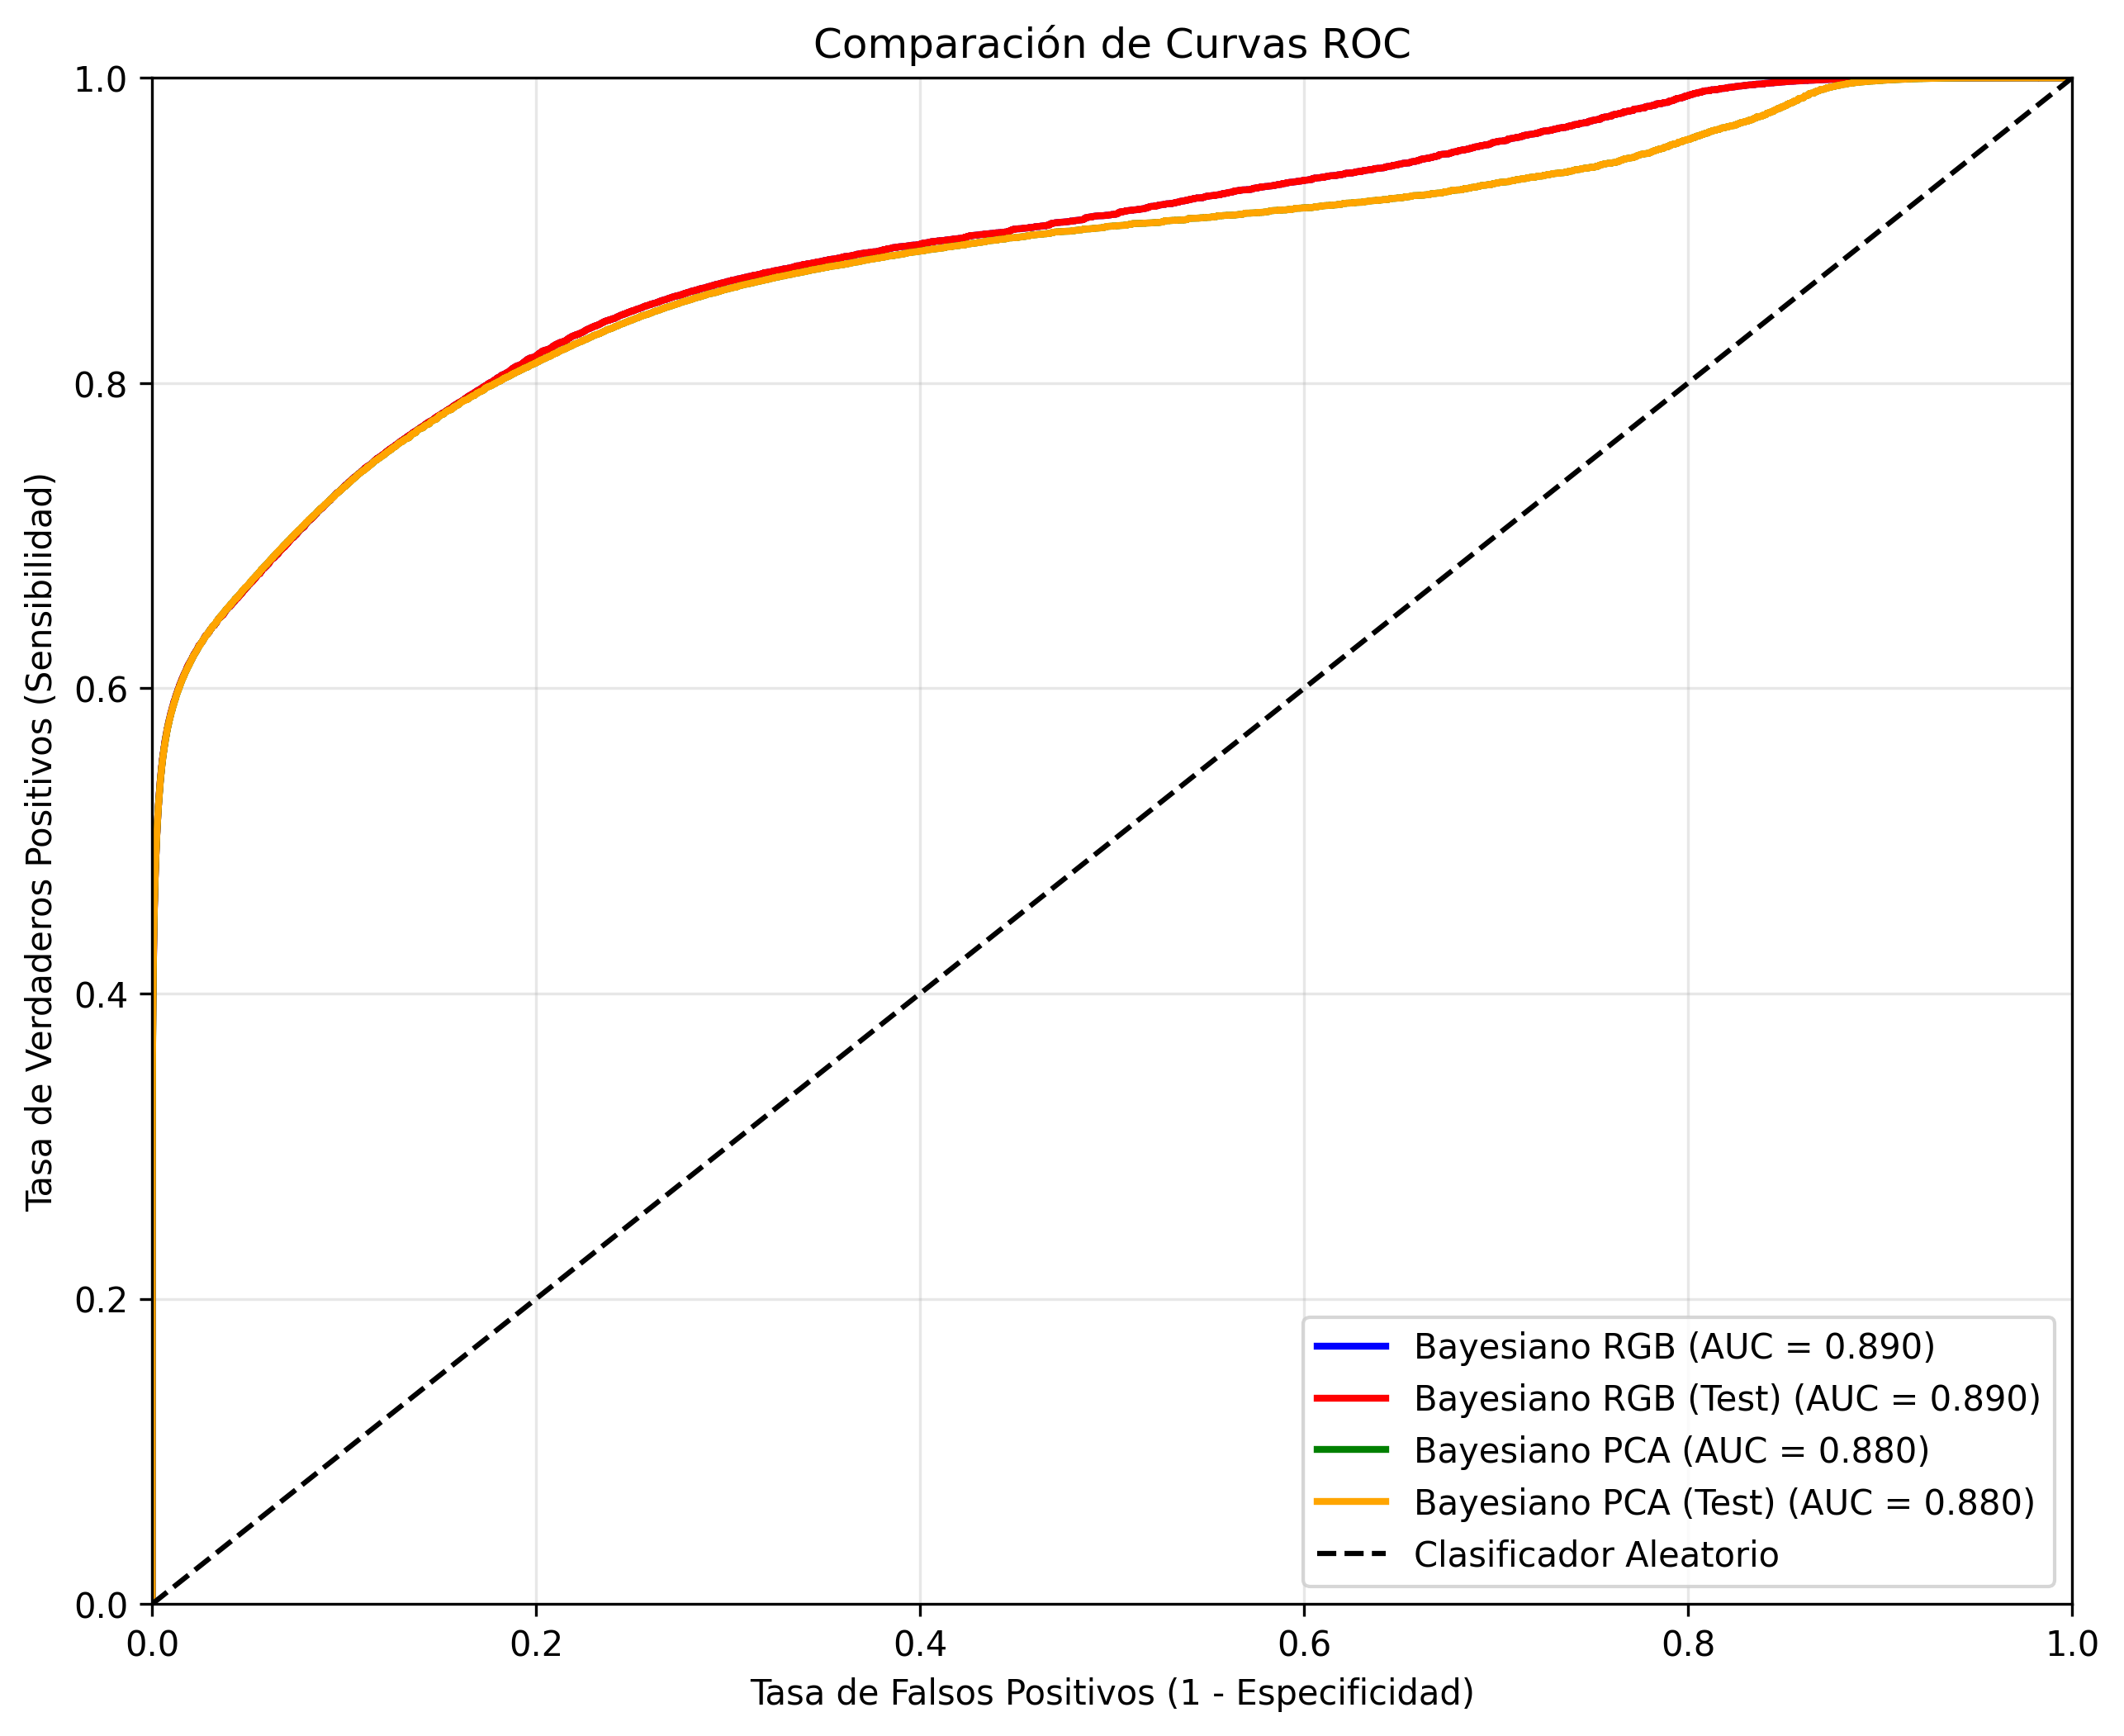 Comparación de Curvas ROC
1.0
0.8
0.6
0.4
0.2
0.0
Tasa de Verdaderos Positivos (Sensibilidad)
Bayesiano RGB (AUC = 0.890)
Bayesiano RGB (Test) (AUC = 0.890)
Bayesiano PCA (AUC = 0.880)
Bayesiano PCA (Test) (AUC = 0.880)
Clasificador Aleatorio
0.0 0.2 0.4 0.6 0.8 1.0
Tasa de Falsos Positivos (1 - Especificidad)